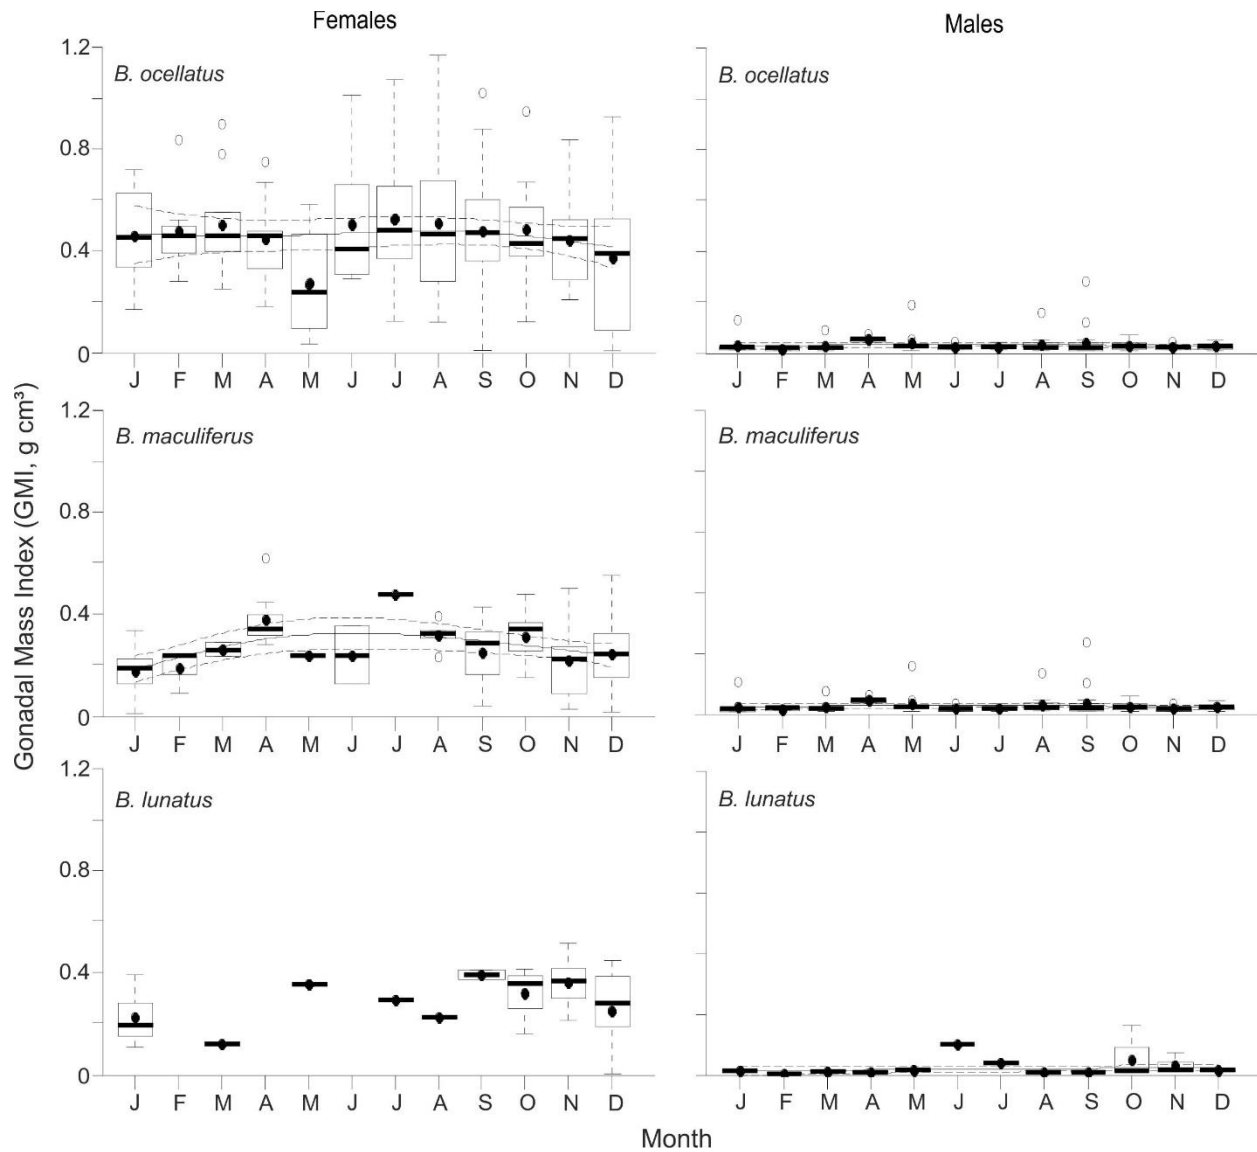 Females
Males
1.2
B. ocellatus
0.8
0.4
0
J F M A M J J A S O N D
B. ocellatus
J F M A M J J A S O N D
Gonadal Mass Index (GMI, g cm³)
1.2
B. maculiferus
0.8
0.4
0
J F M A M J J A S O N D
B. maculiferus
J F M A M J J A S O N D
1.2
B. lunatus
0.8
0.4
0
J F M A M J J A S O N D
B. lunatus
J F M A M J J A S O N D
Month